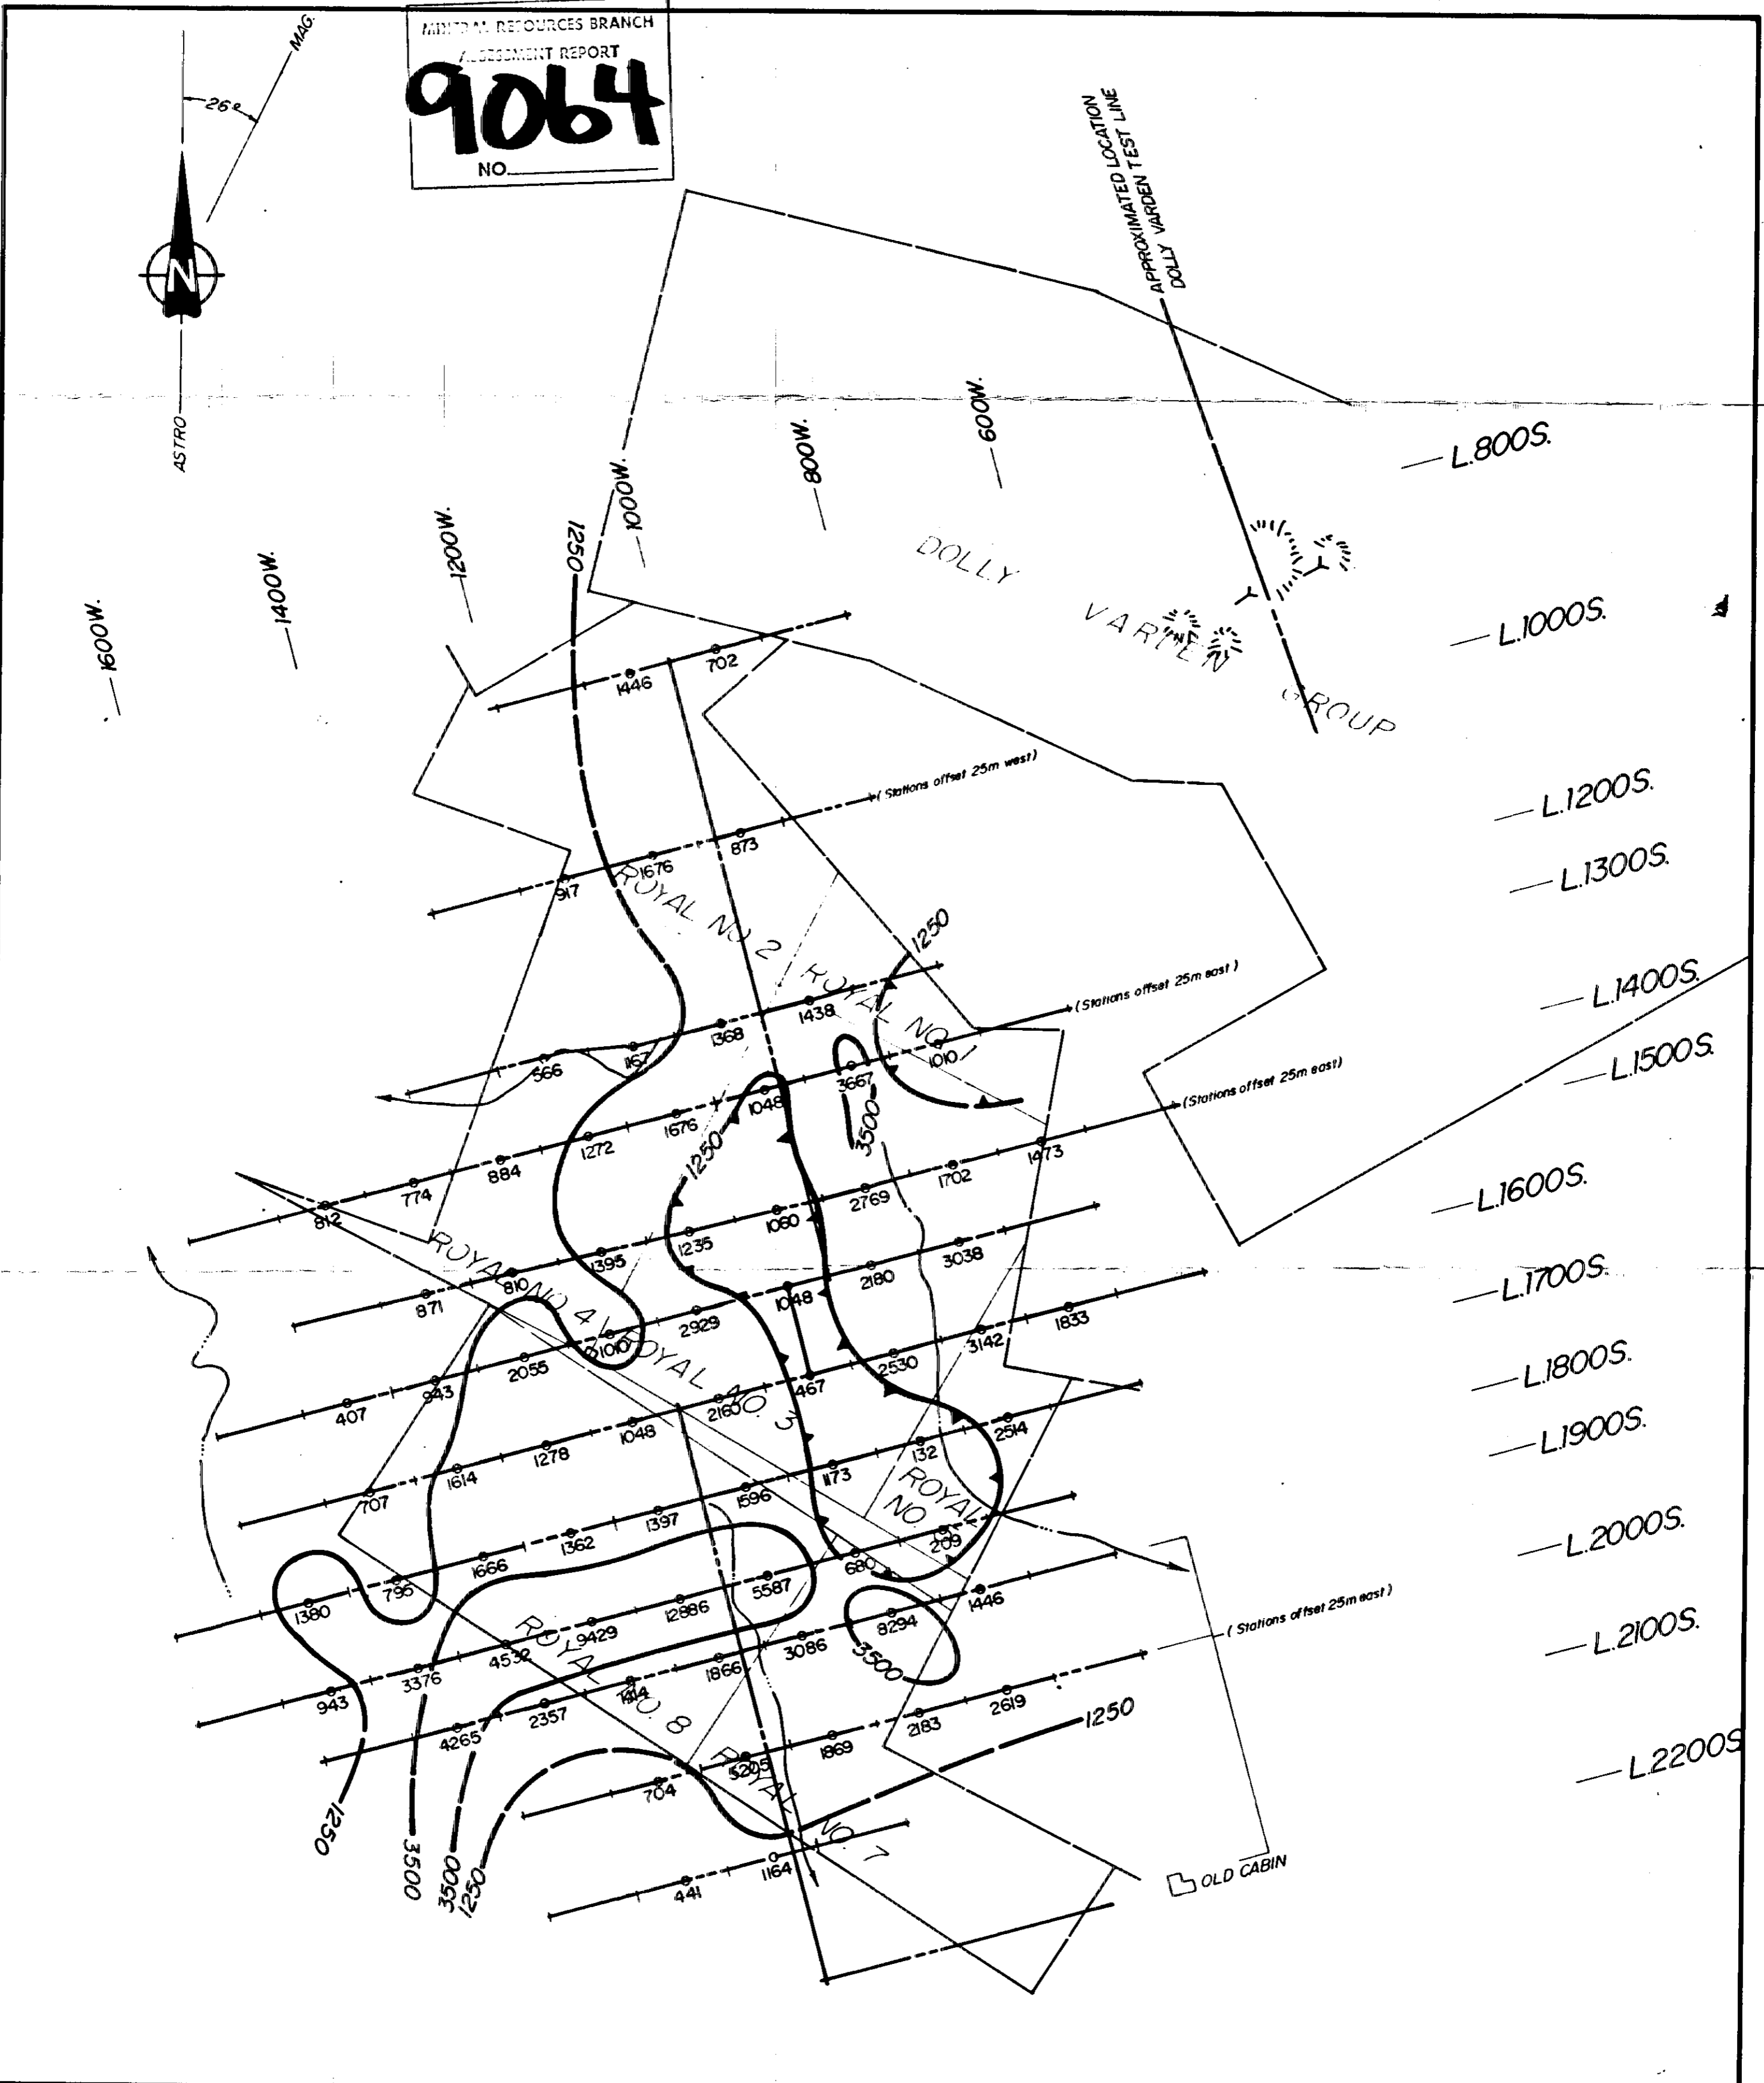 MINERAL RESOURCES BRANCH
ASSESSMENT REPORT
9064
NO.
MAG.
26°
N
ASTRO
APPROXIMATED LOCATION
DOLLY VARDEN TEST LINE
1600W.
1400W.
1200W.
1000W.
800W.
600W.
L.800S.
L.1000S.
L.1200S.
L.1300S.
L.1400S.
L.1500S.
L.1600S.
L.1700S.
L.1800S.
L.1900S.
L.2000S.
L.2100S.
L.2200S
DOLLY VARDEN GROUP
1250
1446 702
(Stations offset 25m west)
917 1676 873
ROYAL NO. 2
ROYAL NO. 1
1250
566 1167 1368 1438
(Stations offset 25m east)
812 774 884 1272 1676 1048 3667 1010
1250
3500
(Stations offset 25m east)
871 810 1395 1235 1060 2769 1702 1473
ROYAL NO. 4
ROYAL NO. 3
407 943 2055 1010 2929 1048 2180 3038
707 1614 1278 1048 2160 467 2530 3142 1833
1380 795 1666 1362 1397 1596 1173 132 2514
ROYAL
NO.
943 3376 4532 9429 12886 5587 680 209
4265 2357 1414 1866 3086 8294 1446
3500
(Stations offset 25m east)
ROYAL NO. 8
ROYAL NO. 7
704 5205 1869 2183 2619
1250
441 1164
1250
3500
3500
1250
OLD CABIN